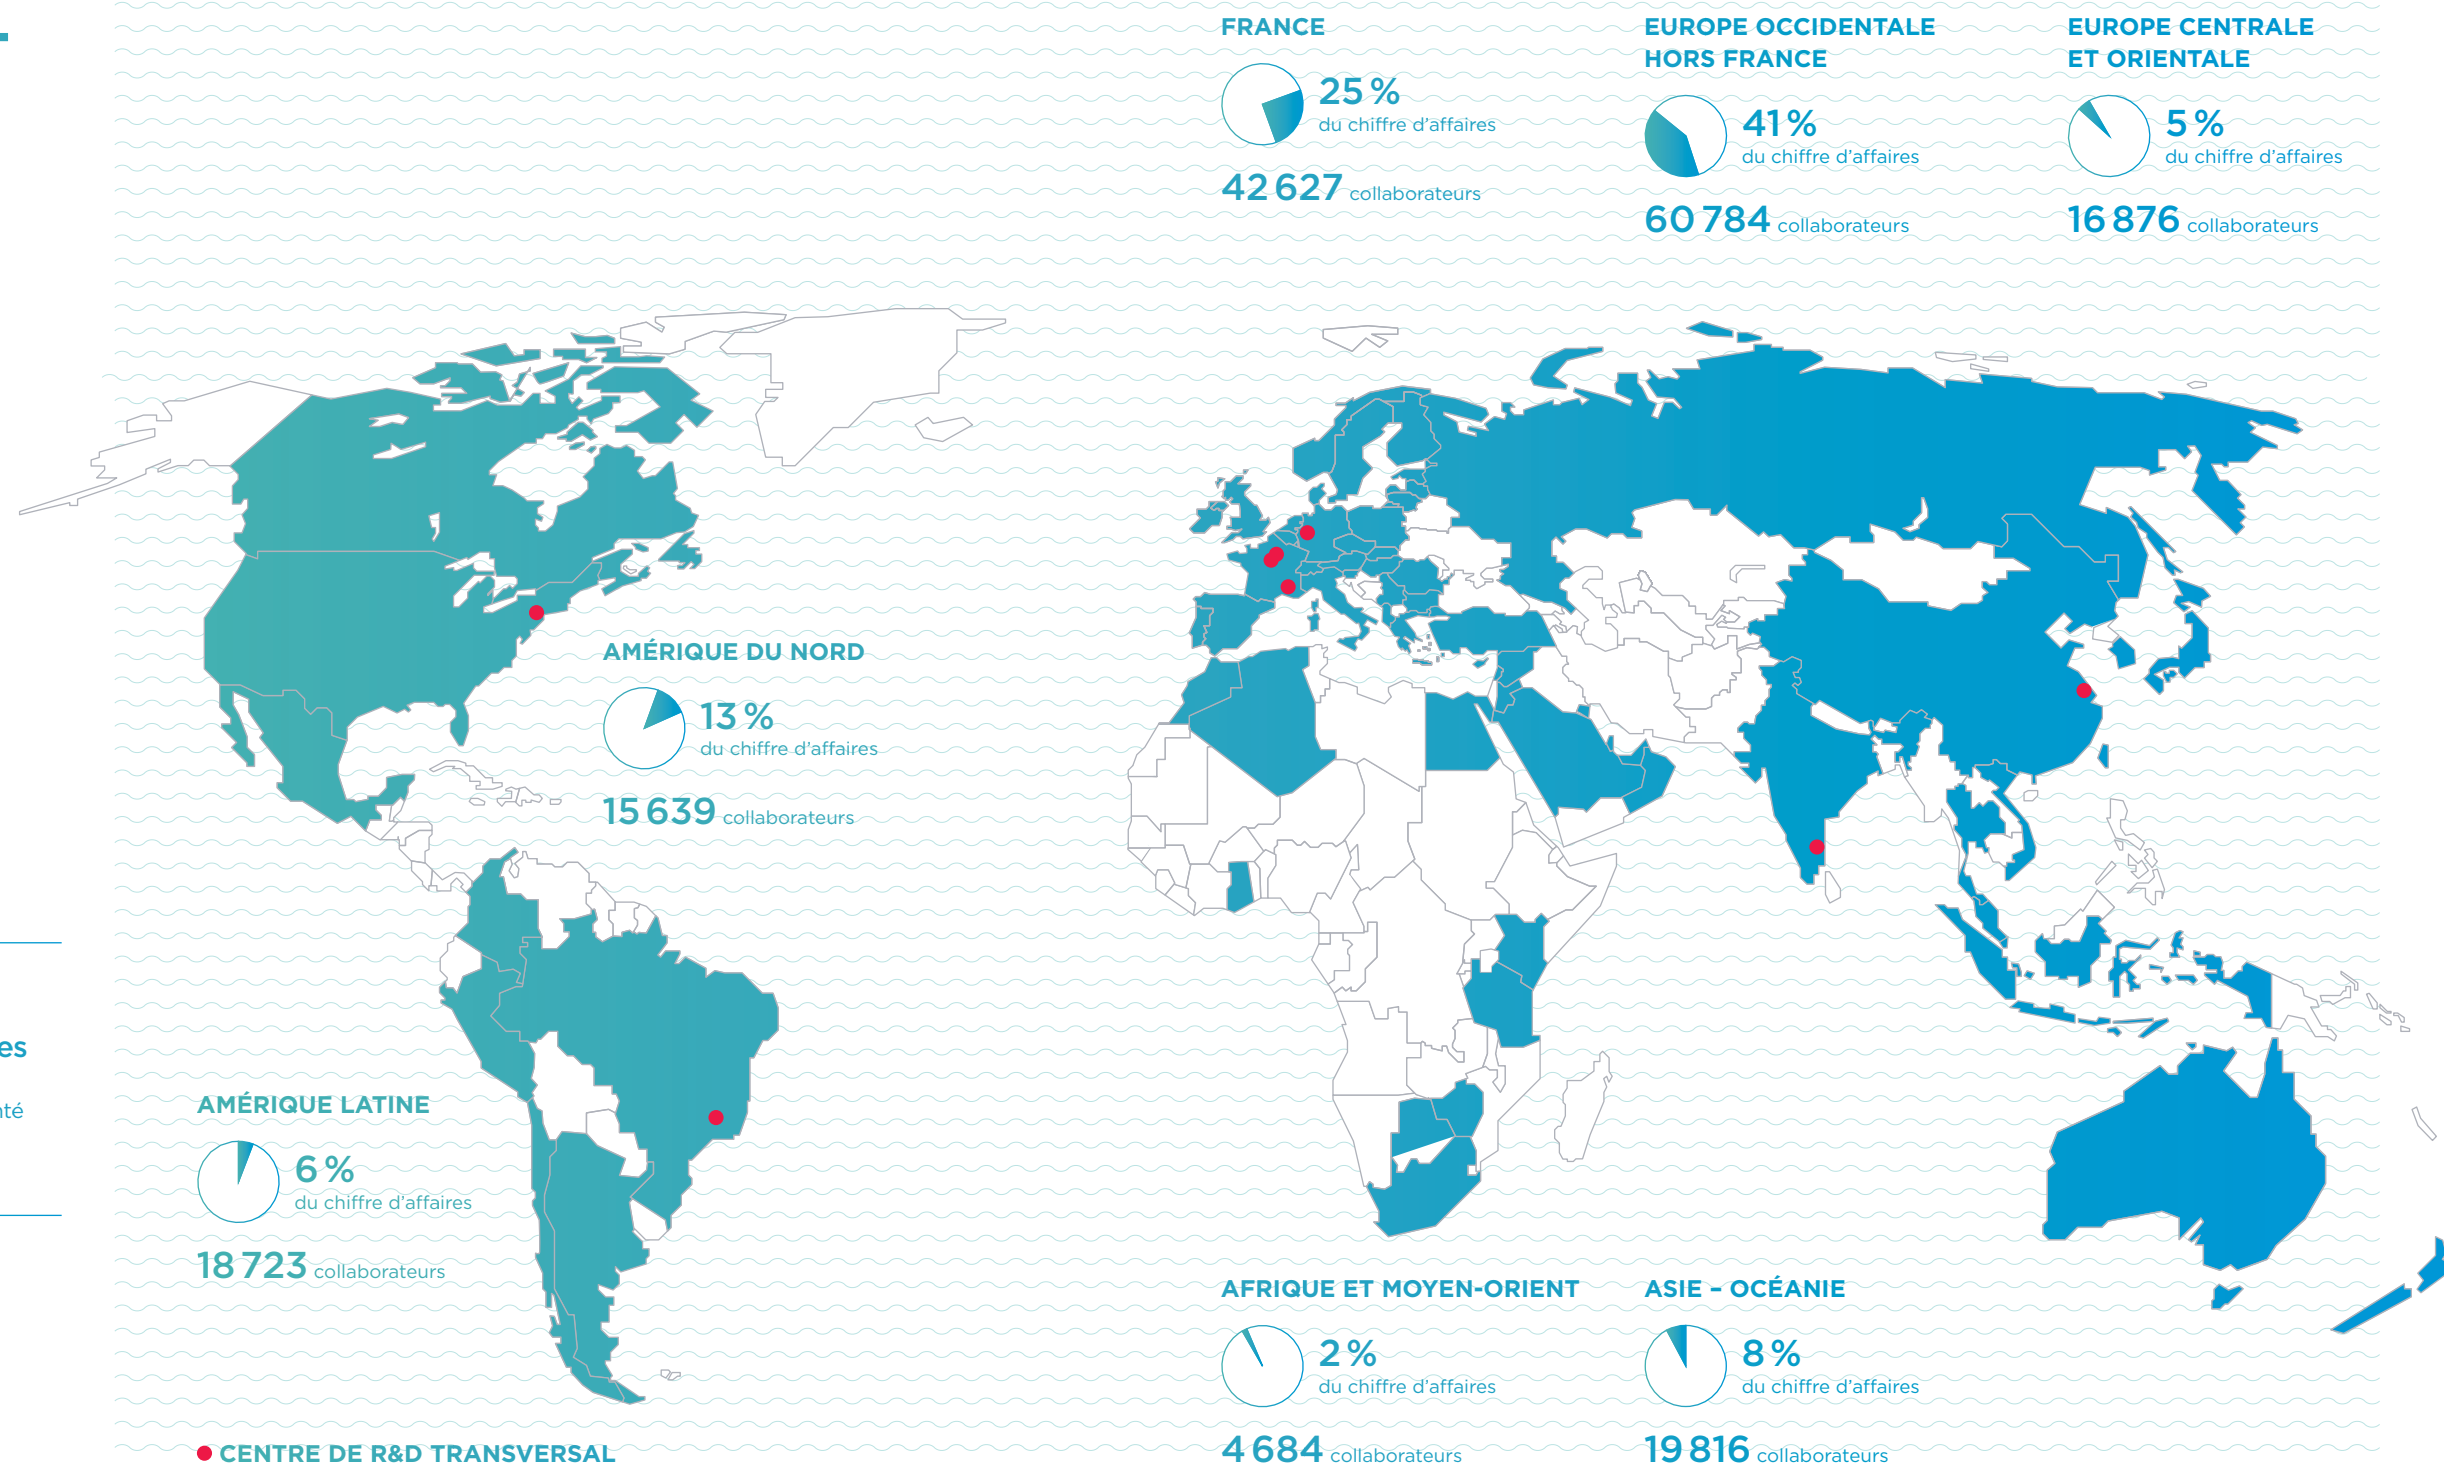 FRANCE
25 %
du chiffre d'affaires
42 627 collaborateurs
EUROPE OCCIDENTALE
HORS FRANCE
41 %
du chiffre d'affaires
60 784 collaborateurs
EUROPE CENTRALE
ET ORIENTALE
5 %
du chiffre d'affaires
16 876 collaborateurs
AMÉRIQUE DU NORD
13 %
du chiffre d'affaires
15 639 collaborateurs
es
nté
AMÉRIQUE LATINE
6 %
du chiffre d'affaires
18 723 collaborateurs
AFRIQUE ET MOYEN-ORIENT
2 %
du chiffre d'affaires
4 684 collaborateurs
ASIE – OCÉANIE
8 %
du chiffre d'affaires
19 816 collaborateurs
CENTRE DE R&D TRANSVERSAL